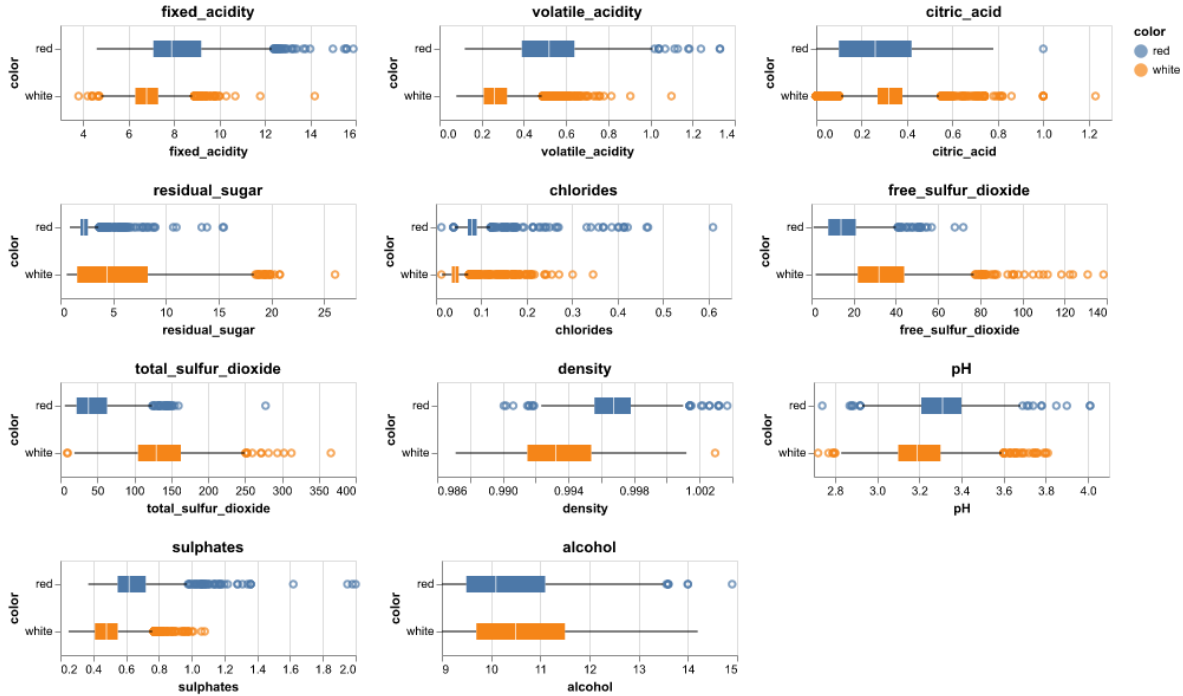 fixed_acidity
color
red
white
4 6 8 10 12 14 16
fixed_acidity
volatile_acidity
color
red
white
0.0 0.2 0.4 0.6 0.8 1.0 1.2 1.4
volatile_acidity
citric_acid
color
red
white
0.0 0.2 0.4 0.6 0.8 1.0 1.2
citric_acid
color
red
white
residual_sugar
color
red
white
0 5 10 15 20 25
residual_sugar
chlorides
color
red
white
0.0 0.1 0.2 0.3 0.4 0.5 0.6
chlorides
free_sulfur_dioxide
color
red
white
0 20 40 60 80 100 120 140
free_sulfur_dioxide
total_sulfur_dioxide
color
red
white
0 50 100 150 200 250 300 350 400
total_sulfur_dioxide
density
color
red
white
0.986 0.990 0.994 0.998 1.002
density
pH
color
red
white
2.8 3.0 3.2 3.4 3.6 3.8 4.0
pH
sulphates
color
red
white
0.2 0.4 0.6 0.8 1.0 1.2 1.4 1.6 1.8 2.0
sulphates
alcohol
color
red
white
9 10 11 12 13 14 15
alcohol